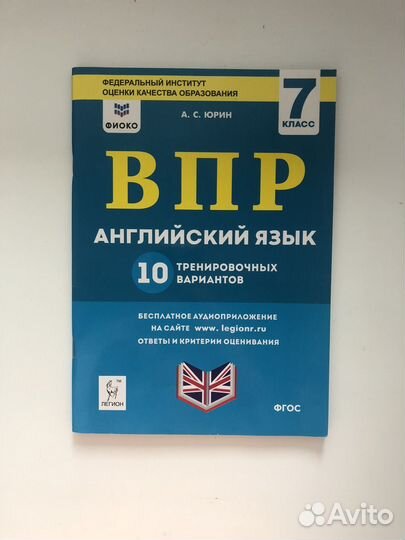 ФЕДЕРАЛЬНЫЙ ИНСТИТУТ
ОЦЕНКИ КАЧЕСТВА ОБРАЗОВАНИЯ
7
КЛАСС
ФИОКО
А. С. ЮРИН
ВПР
АНГЛИЙСКИЙ ЯЗЫК
10 ТРЕНИРОВОЧНЫХ
ВАРИАНТОВ
БЕСПЛАТНОЕ АУДИОПРИЛОЖЕНИЕ
НА САЙТЕ www. legionr.ru
ОТВЕТЫ И КРИТЕРИИ ОЦЕНИВАНИЯ
TM
ЛЕГИОН
ФГОС
Avito